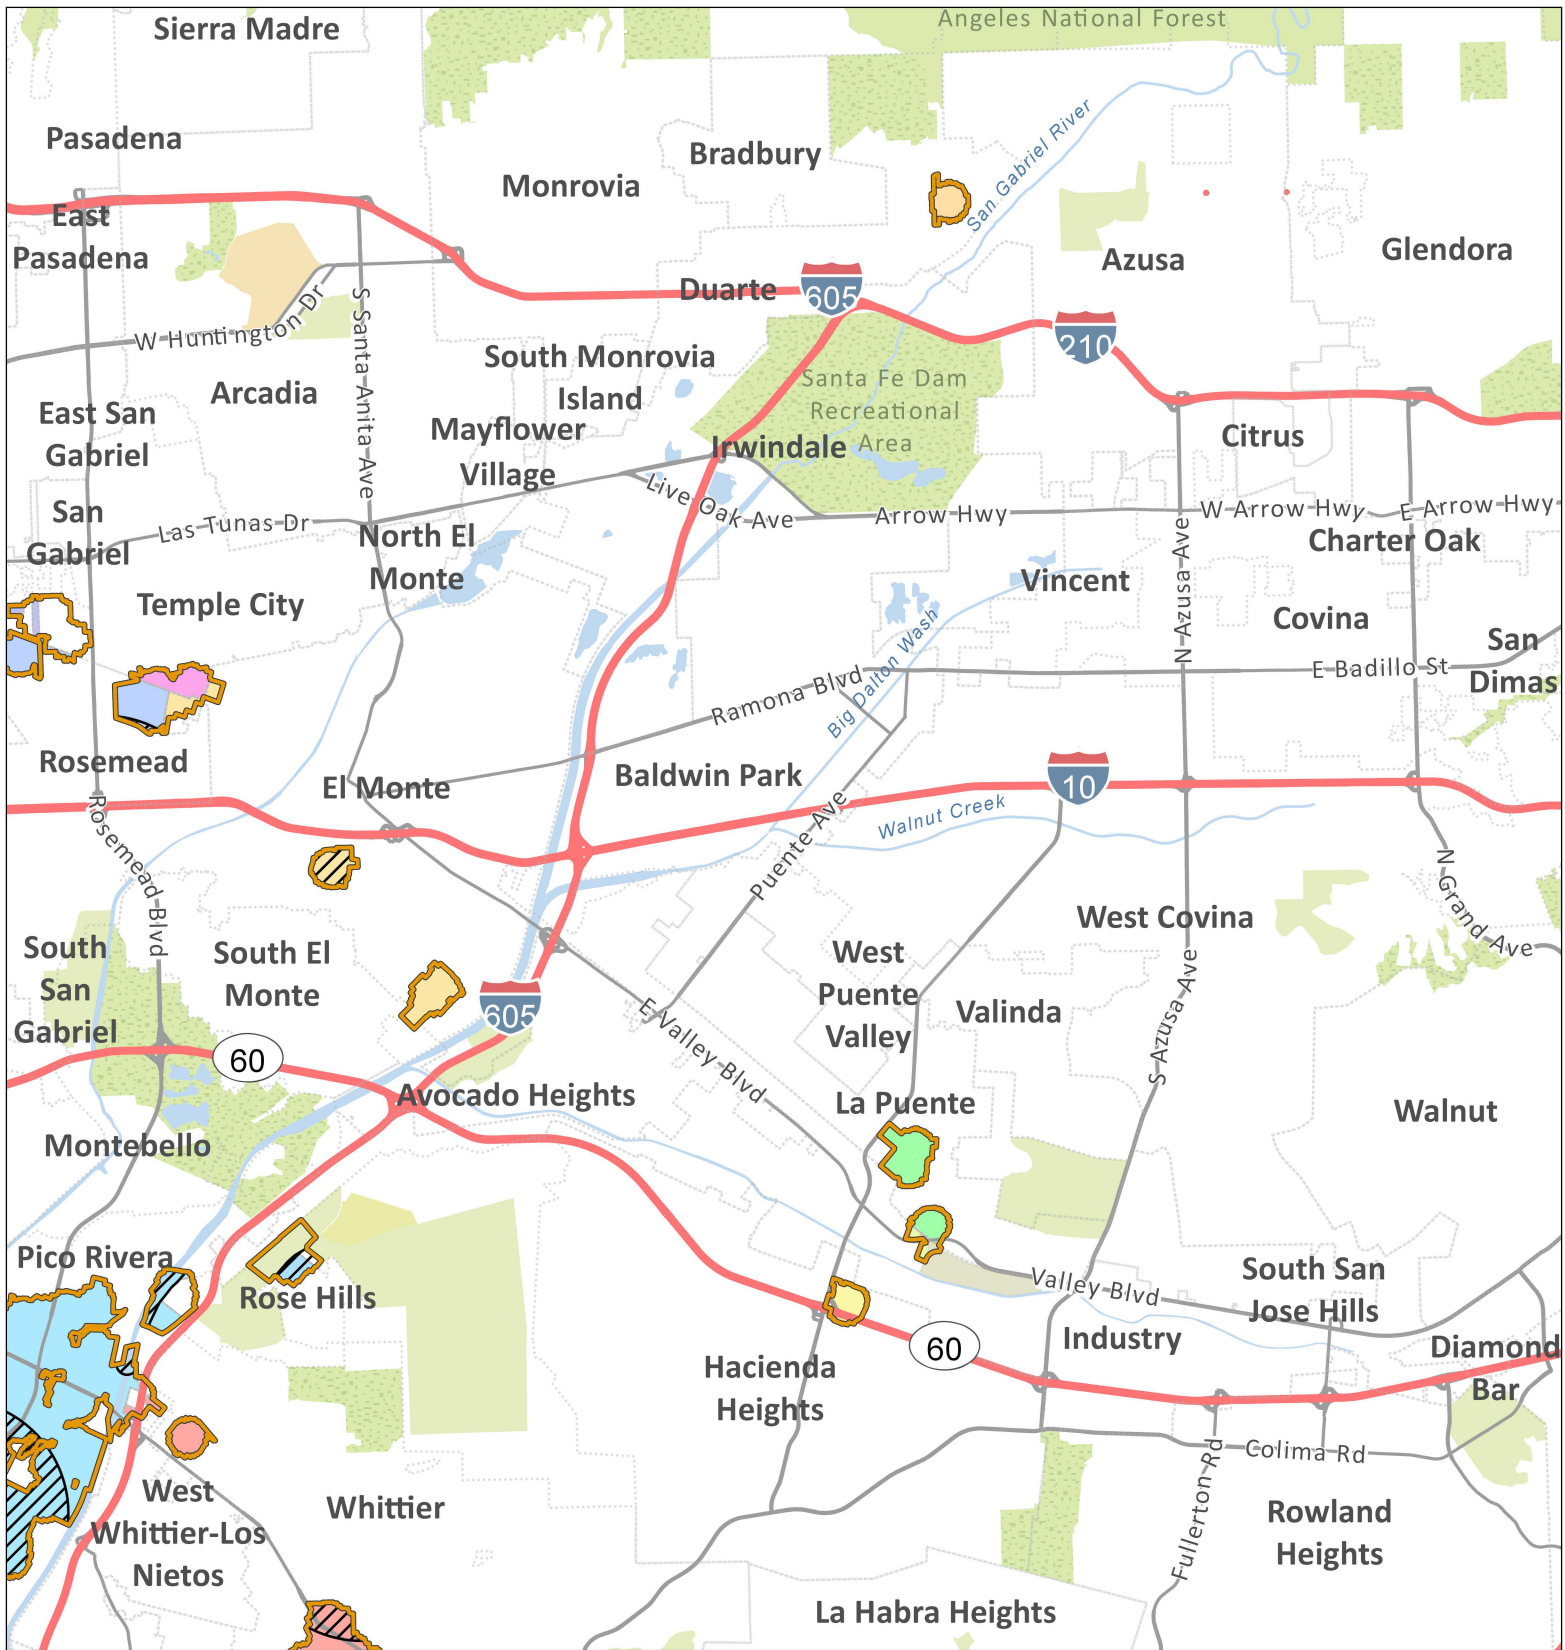 Sierra Madre
Angeles National Forest
Pasadena
Bradbury
Monrovia
San Gabriel River
East
Pasadena
Azusa
Glendora
Duarte
605
W Huntington Dr
S Santa Anita Ave
210
South Monrovia
Island
Santa Fe Dam
Recreational
Area
Arcadia
East San
Gabriel
Mayflower
Village
Irwindale
Citrus
Live Oak Ave
Arrow Hwy
W Arrow Hwy
E Arrow Hwy
San
Gabriel
Las Tunas Dr
North El
Monte
Charter Oak
Vincent
N Azusa Ave
Temple City
Covina
San
Dimas
Big Dalton Wash
Ramona Blvd
E Badillo St
Rosemead
El Monte
Baldwin Park
10
Walnut Creek
Puente Ave
Rosemead Blvd
N Grand Ave
West Covina
South
San
Gabriel
South El
Monte
West
Puente
Valley
Valinda
605
E Valley Blvd
S Azusa Ave
60
Avocado Heights
La Puente
Walnut
Montebello
Pico Rivera
Rose Hills
Valley Blvd
South San
Jose Hills
Industry
60
Diamond
Bar
Hacienda
Heights
Colima Rd
Fullerton Rd
West
Whittier-Los
Nietos
Whittier
Rowland
Heights
La Habra Heights